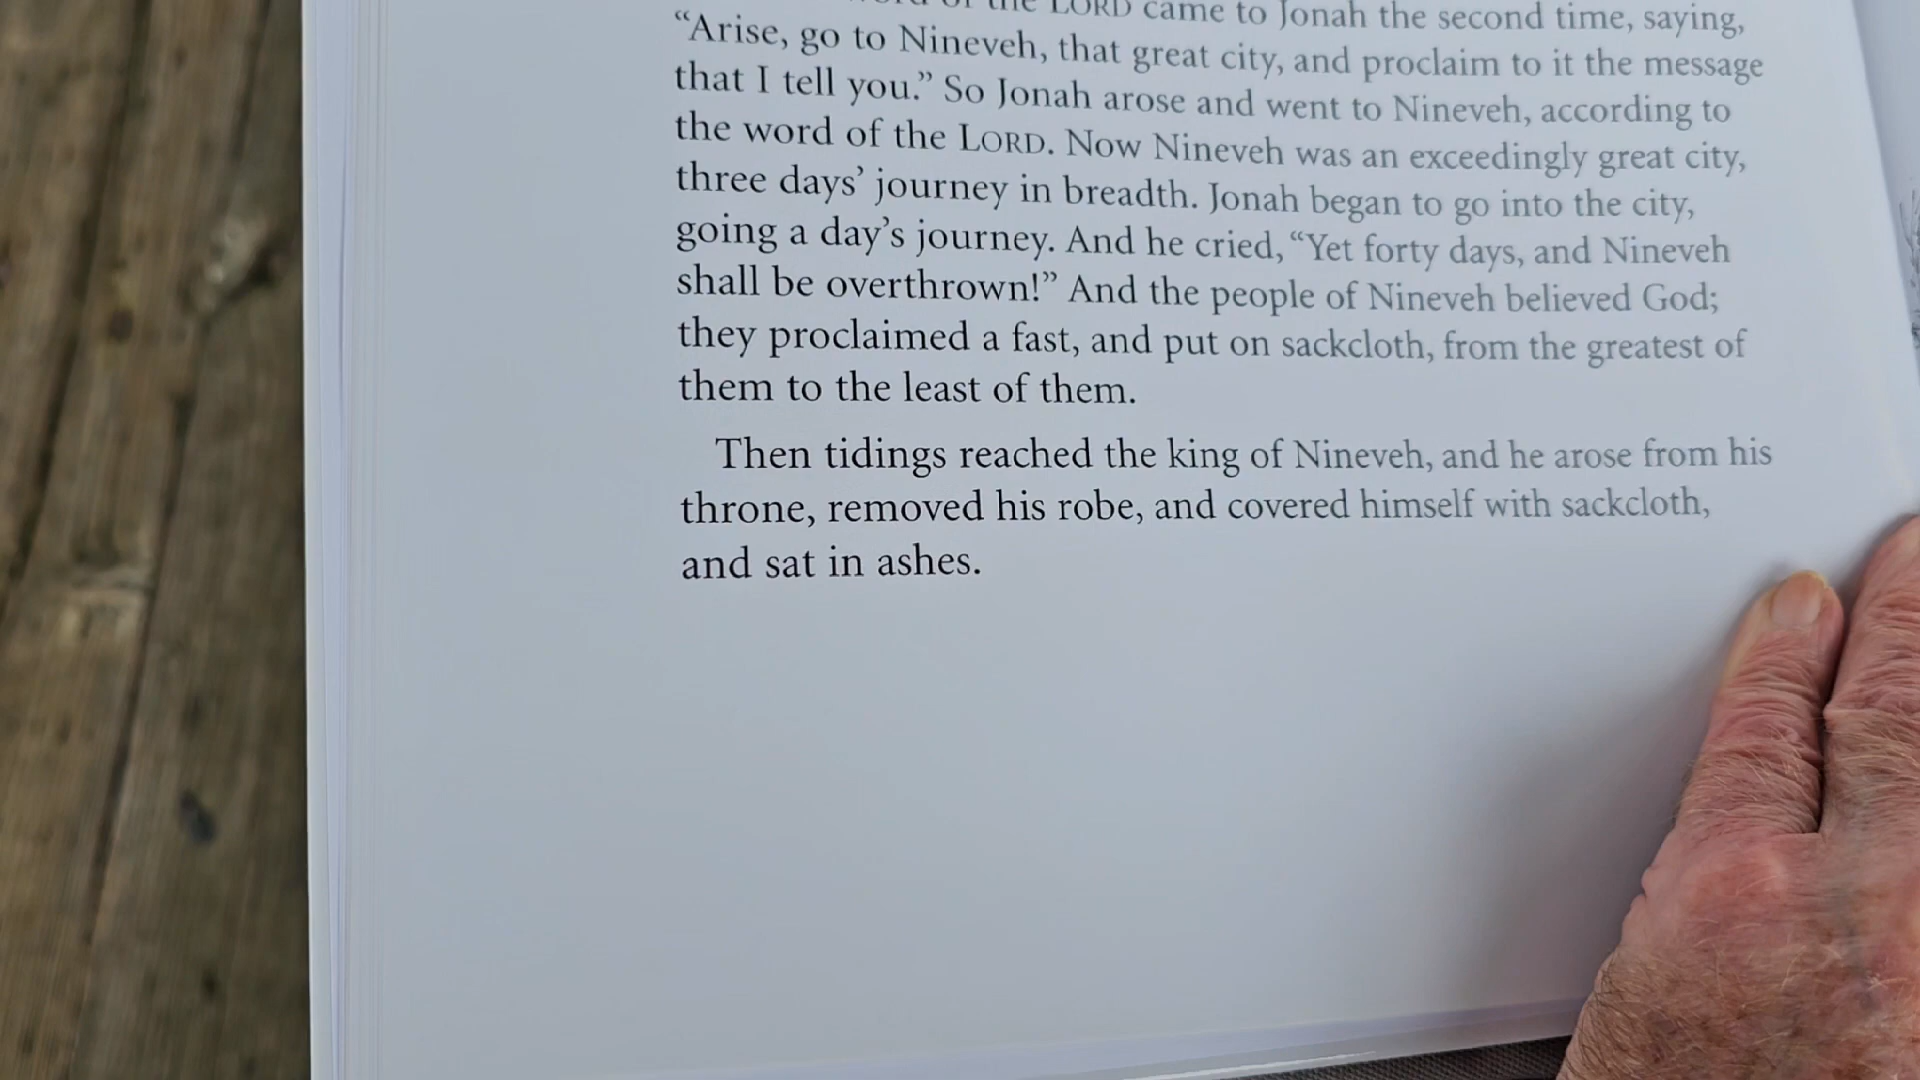 the LORD came to Jonah the second time, saying,
“Arise, go to Nineveh, that great city, and proclaim to it the message
that I tell you.” So Jonah arose and went to Nineveh, according to
the word of the LORD. Now Nineveh was an exceedingly great city,
three days’ journey in breadth. Jonah began to go into the city,
going a day’s journey. And he cried, “Yet forty days, and Nineveh
shall be overthrown!” And the people of Nineveh believed God;
they proclaimed a fast, and put on sackcloth, from the greatest of
them to the least of them.
Then tidings reached the king of Nineveh, and he arose from his
throne, removed his robe, and covered himself with sackcloth,
and sat in ashes.